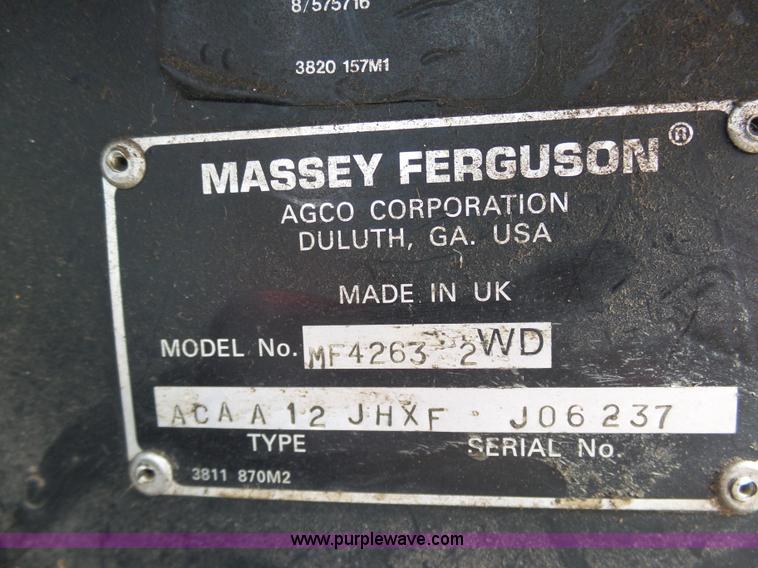 8/575716
3820 157M1
MASSEY FERGUSON®
AGCO CORPORATION
DULUTH, GA. USA
MADE IN UK
MODEL No. MF4263 2WD
ACAA12JHXF J06237
TYPE SERIAL No.
3811 870M2
www.purplewave.com